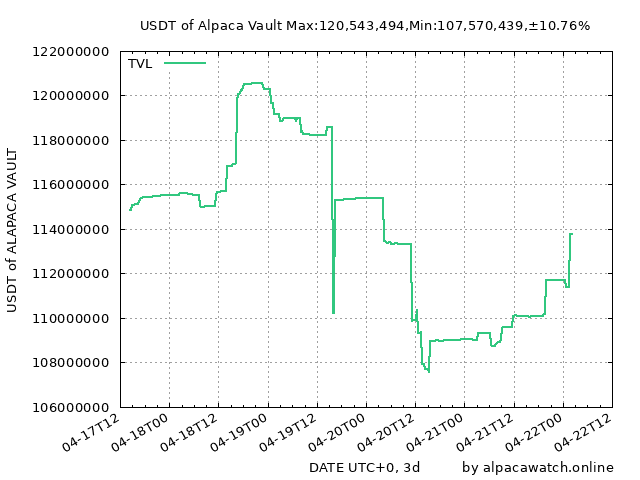 USDT of Alpaca Vault Max:120,543,494,Min:107,570,439,±10.76%
TVL
USDT of ALAPACA VAULT
122000000
120000000
118000000
116000000
114000000
112000000
110000000
108000000
106000000
04-17T12
04-18T00
04-18T12
04-19T00
04-19T12
04-20T00
04-20T12
04-21T00
04-21T12
04-22T00
04-22T12
DATE UTC+0, 3d
by alpacawatch.online